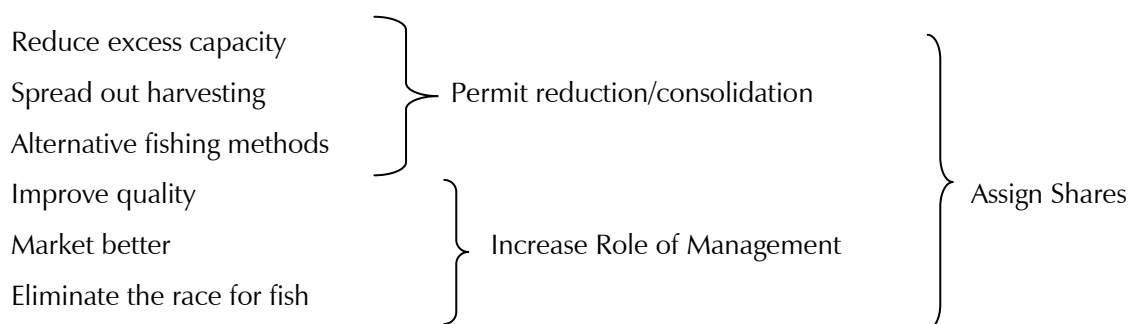 Reduce excess capacity
Spread out harvesting
Permit reduction/consolidation
Alternative fishing methods
Improve quality
Assign Shares
Market better
Increase Role of Management
Eliminate the race for fish